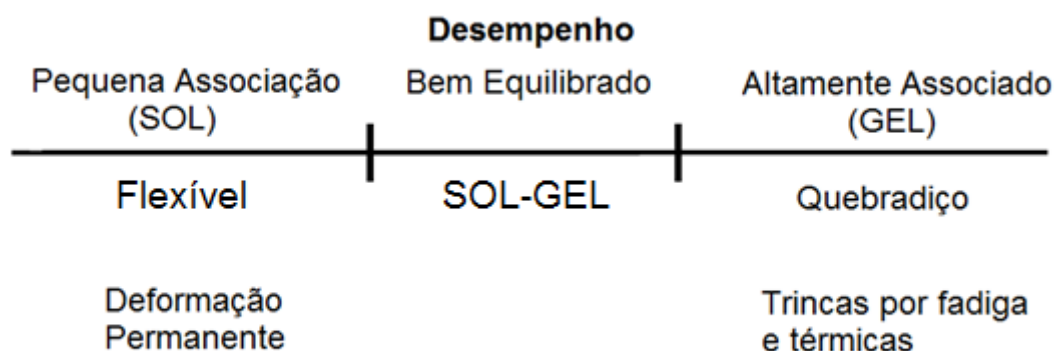 Desempenho
Pequena Associação
(SOL)
Bem Equilibrado
Altamente Associado
(GEL)
Flexível
SOL-GEL
Quebradiço
Deformação
Permanente
Trincas por fadiga
e térmicas